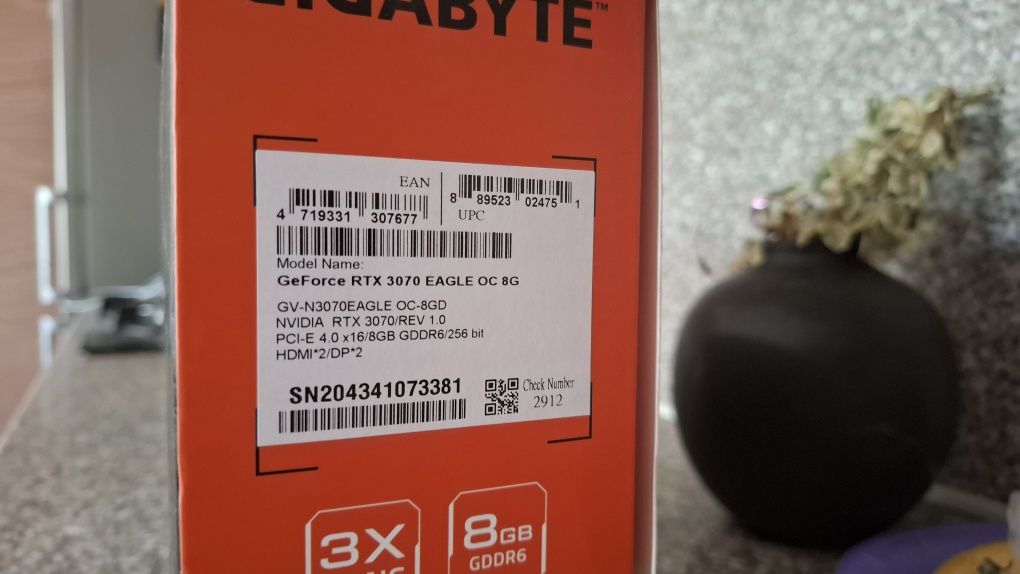 GIGABYTE™
EAN
4 719331 307677
8 89523 02475 1
UPC
Model Name:
GeForce RTX 3070 EAGLE OC 8G
GV-N3070EAGLE OC-8GD
NVIDIA RTX 3070/REV 1.0
PCI-E 4.0 x16/8GB GDDR6/256 bit
HDMI*2/DP*2
SN204341073381
Check Number
2912
3X
8GB
GDDR6